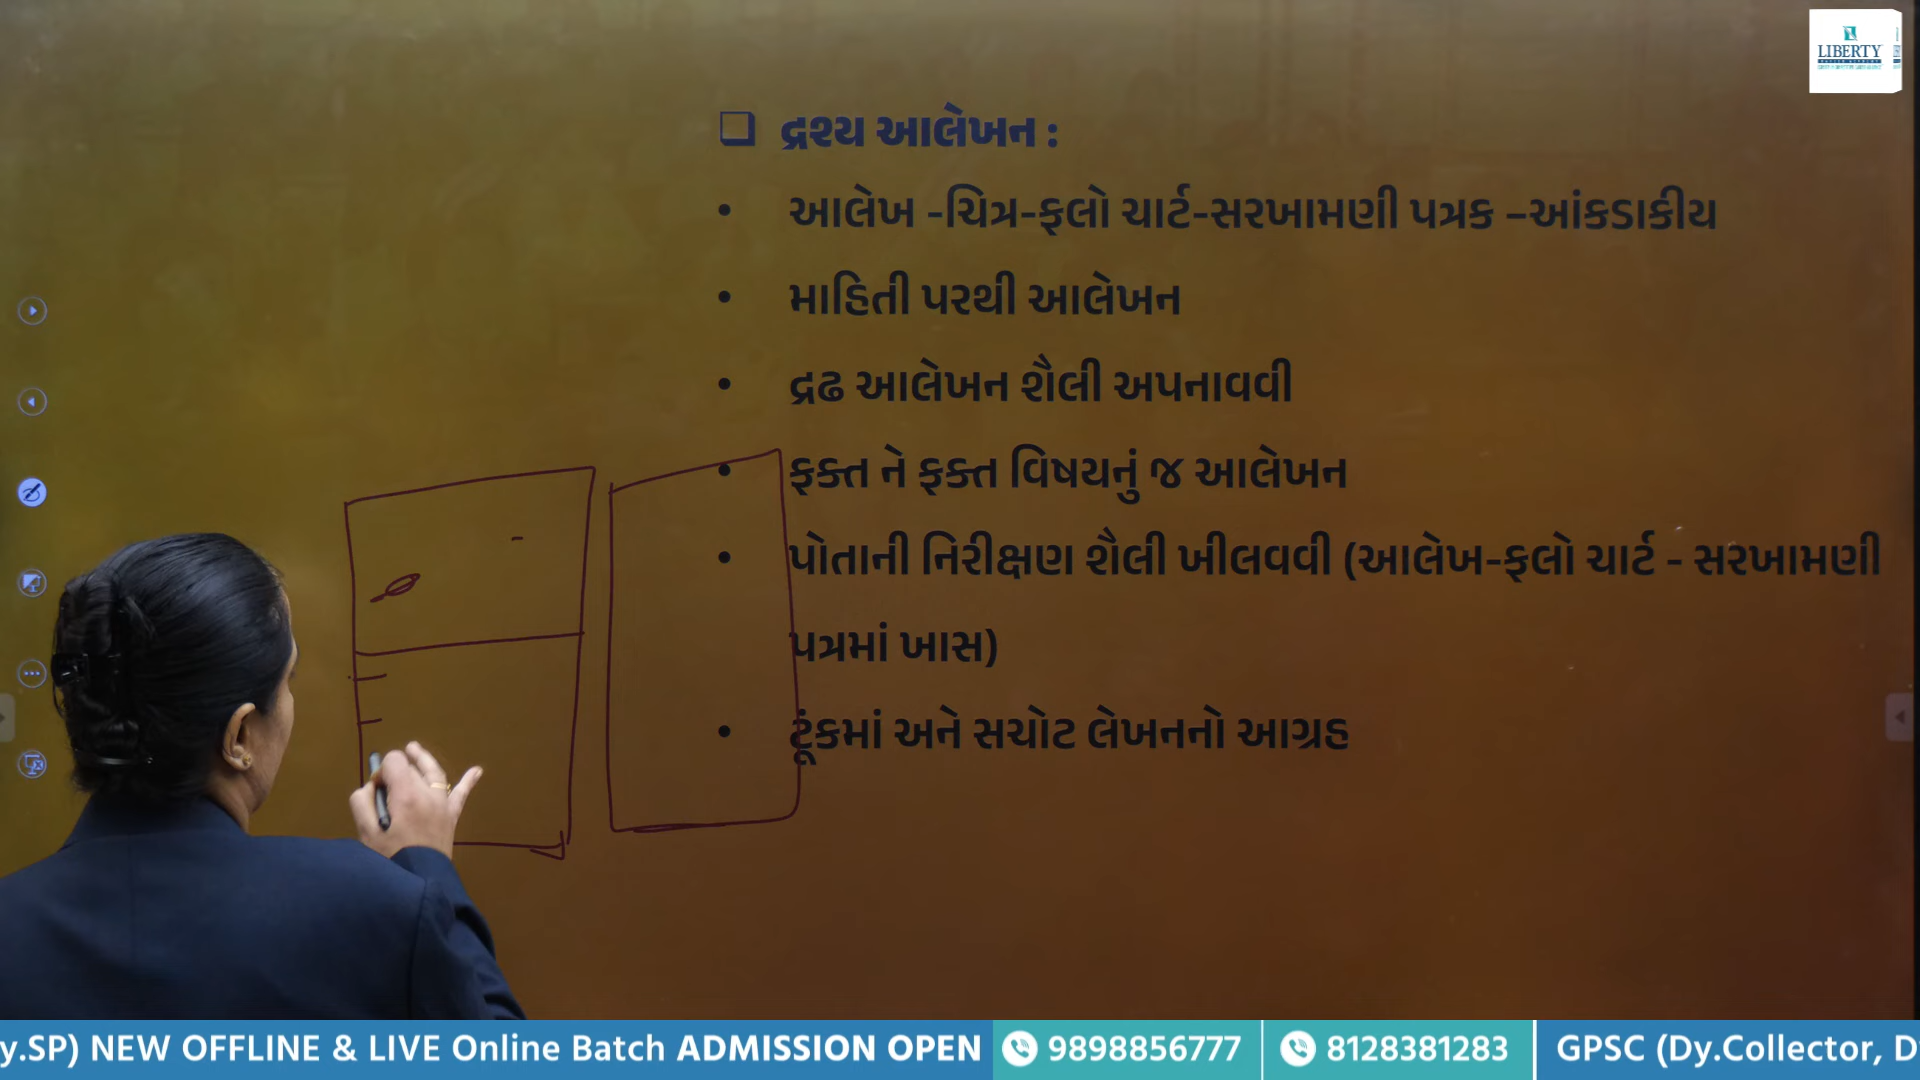 LIBERTY
❑ દ્રશ્ય આલેખન :
• આલેખ -ચિત્ર-ફલો ચાર્ટ-સરખામણી પત્રક –આંકડાકીય
• માહિતી પરથી આલેખન
• દ્રઢ આલેખન શૈલી અપનાવવી
• ફક્ત ને ફક્ત વિષયનું જ આલેખન
• પોતાની નિરીક્ષણ શૈલી ખીલવવી (આલેખ-ફલો ચાર્ટ - સરખામણી
પત્રમાં ખાસ)
• ટૂંકમાં અને સચોટ લેખનનો આગ્રહ
y.SP) NEW OFFLINE & LIVE Online Batch ADMISSION OPEN 9898856777 8128381283 GPSC (Dy.Collector, D